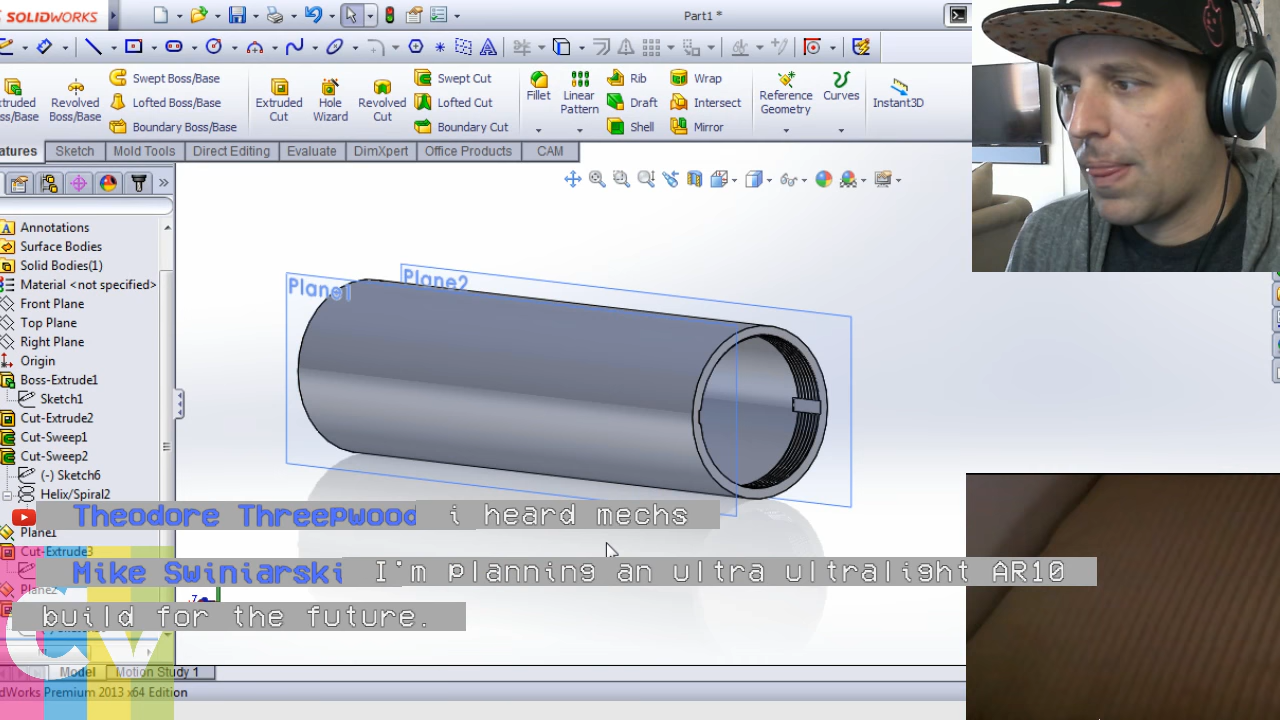 SOLIDWORKS
Part1 *
Swept Boss/Base
Swept Cut
Rib
Wrap
Revolved Boss/Base
Lofted Boss/Base
Extruded Cut
Hole Wizard
Revolved Cut
Lofted Cut
Fillet
Linear Pattern
Draft
Intersect
Reference Geometry
Curves
Instant3D
Boundary Boss/Base
Boundary Cut
Shell
Mirror
Sketch
Mold Tools
Direct Editing
Evaluate
DimXpert
Office Products
CAM
Annotations
Surface Bodies
Solid Bodies(1)
Material <not specified>
Front Plane
Top Plane
Right Plane
Origin
Boss-Extrude1
Sketch1
Cut-Extrude2
Cut-Sweep1
Cut-Sweep2
(-) Sketch6
Helix/Spiral2
Plane1
Cut-Extrude3
Plane2
Plane1
Plane2
Theodore Threepwood i heard mechs
Mike Swiniarski I'm planning an ultra ultralight AR10
build for the future.
Model
Motion Study 1
dWorks Premium 2013 x64 Edition